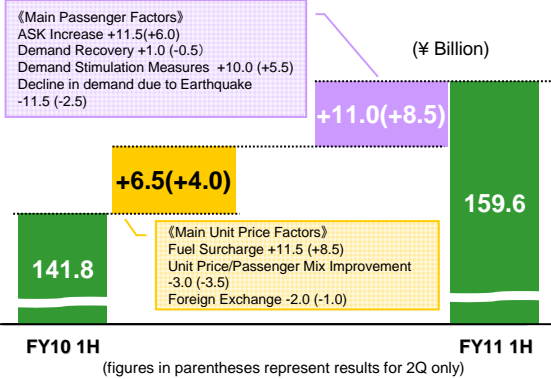 《Main Passenger Factors》
ASK Increase +11.5(+6.0)
Demand Recovery +1.0 (-0.5)
Demand Stimulation Measures +10.0 (+5.5)
Decline in demand due to Earthquake
-11.5 (-2.5)
(¥ Billion)
+11.0(+8.5)
+6.5(+4.0)
159.6
《Main Unit Price Factors》
Fuel Surcharge +11.5 (+8.5)
Unit Price/Passenger Mix Improvement
-3.0 (-3.5)
Foreign Exchange -2.0 (-1.0)
141.8
FY10 1H
FY11 1H
(figures in parentheses represent results for 2Q only)